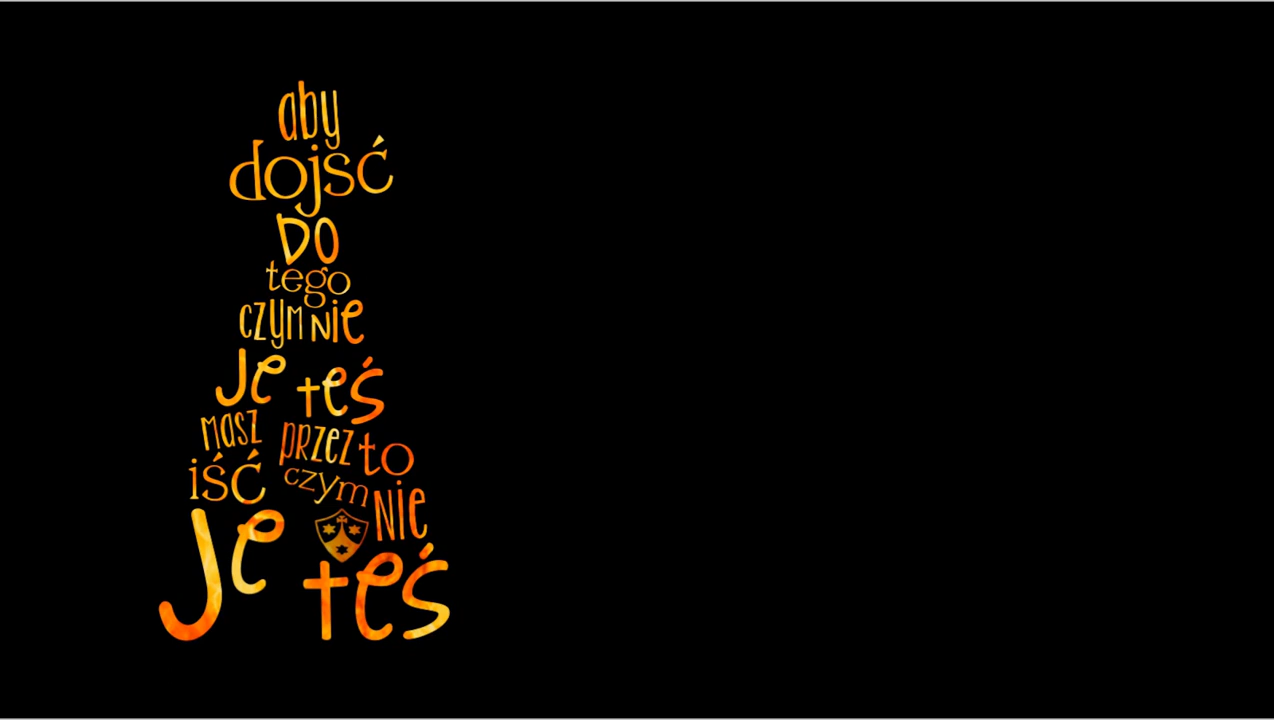 aby
dojść
DO
tego
czym nie
Je teś
masz przez to
iść czym nie
Je teś